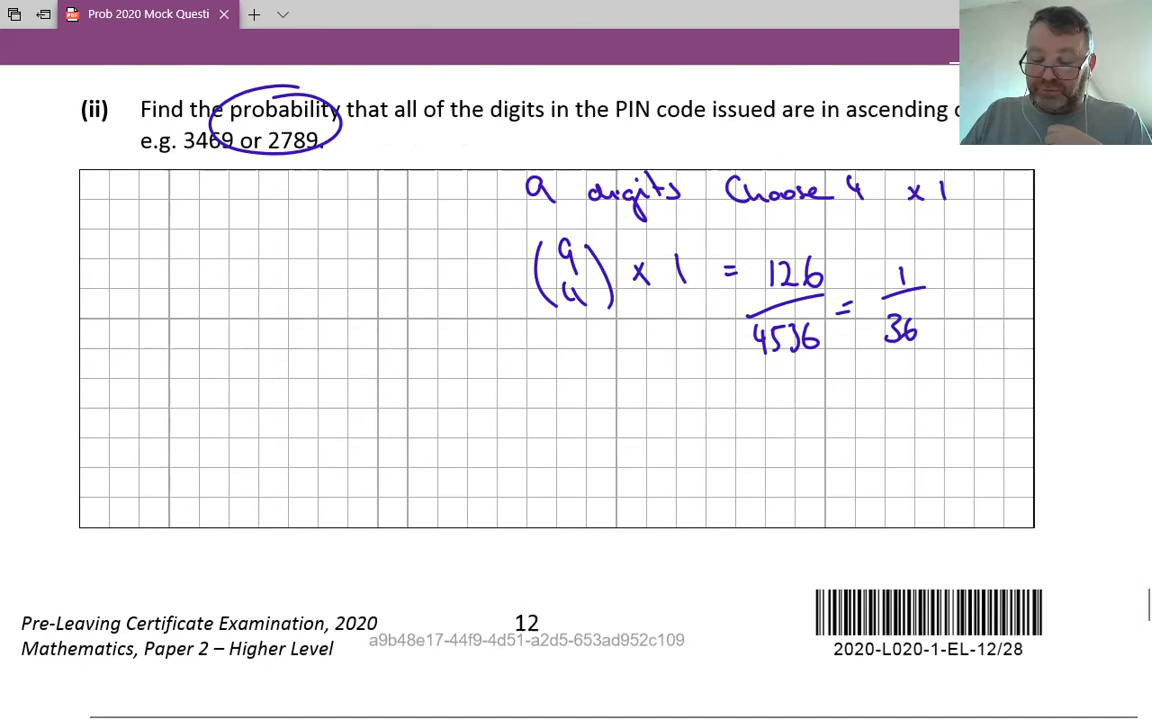 Prob 2020 Mock Questi
(ii) Find the probability that all of the digits in the PIN code issued are in ascending
e.g. 3469 or 2789.
9 digits Choose 4 x 1
(9 4) x 1 = 126/4536 = 1/36
Pre-Leaving Certificate Examination, 2020
Mathematics, Paper 2 – Higher Level
12
a9b48e17-44f9-4d51-a2d5-653ad952c109
2020-L020-1-EL-12/28